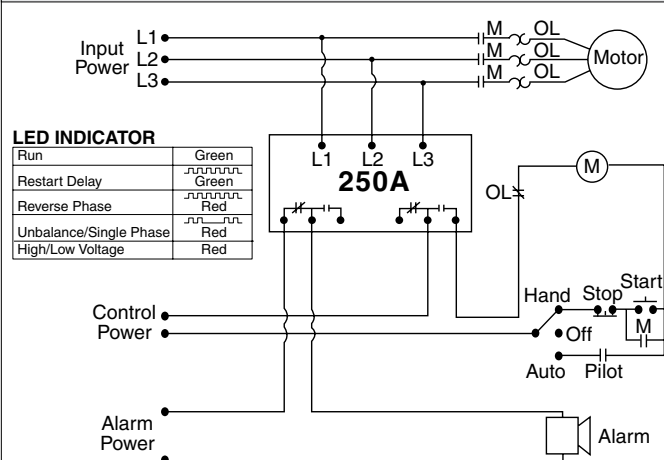 Input Power
L1
L2
L3
M OL
M OL
M OL
Motor
LED INDICATOR
Run Green
Restart Delay Green
Reverse Phase Red
Unbalance/Single Phase Red
High/Low Voltage Red
L1 L2 L3
250A
M
OL
Control Power
Hand
Off
Auto
Stop
Start
M
Pilot
Alarm Power
Alarm